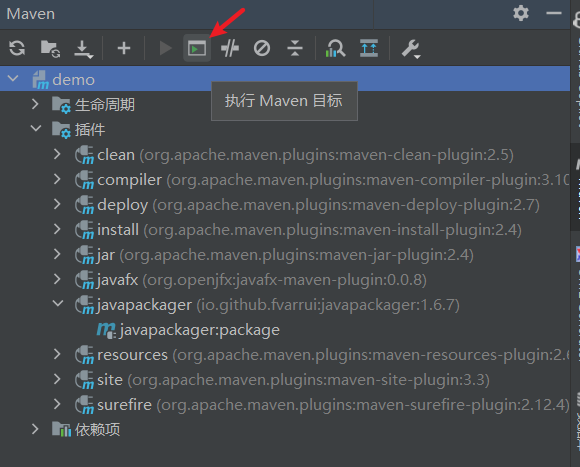 Maven
demo
执行 Maven 目标
生命周期
插件
clean (org.apache.maven.plugins:maven-clean-plugin:2.5)
compiler (org.apache.maven.plugins:maven-compiler-plugin:3.10
deploy (org.apache.maven.plugins:maven-deploy-plugin:2.7)
install (org.apache.maven.plugins:maven-install-plugin:2.4)
jar (org.apache.maven.plugins:maven-jar-plugin:2.4)
javafx (org.openjfx:javafx-maven-plugin:0.0.8)
javapackager (io.github.fvarrui:javapackager:1.6.7)
javapackager:package
resources (org.apache.maven.plugins:maven-resources-plugin:2.6
site (org.apache.maven.plugins:maven-site-plugin:3.3)
surefire (org.apache.maven.plugins:maven-surefire-plugin:2.12.4)
依赖项